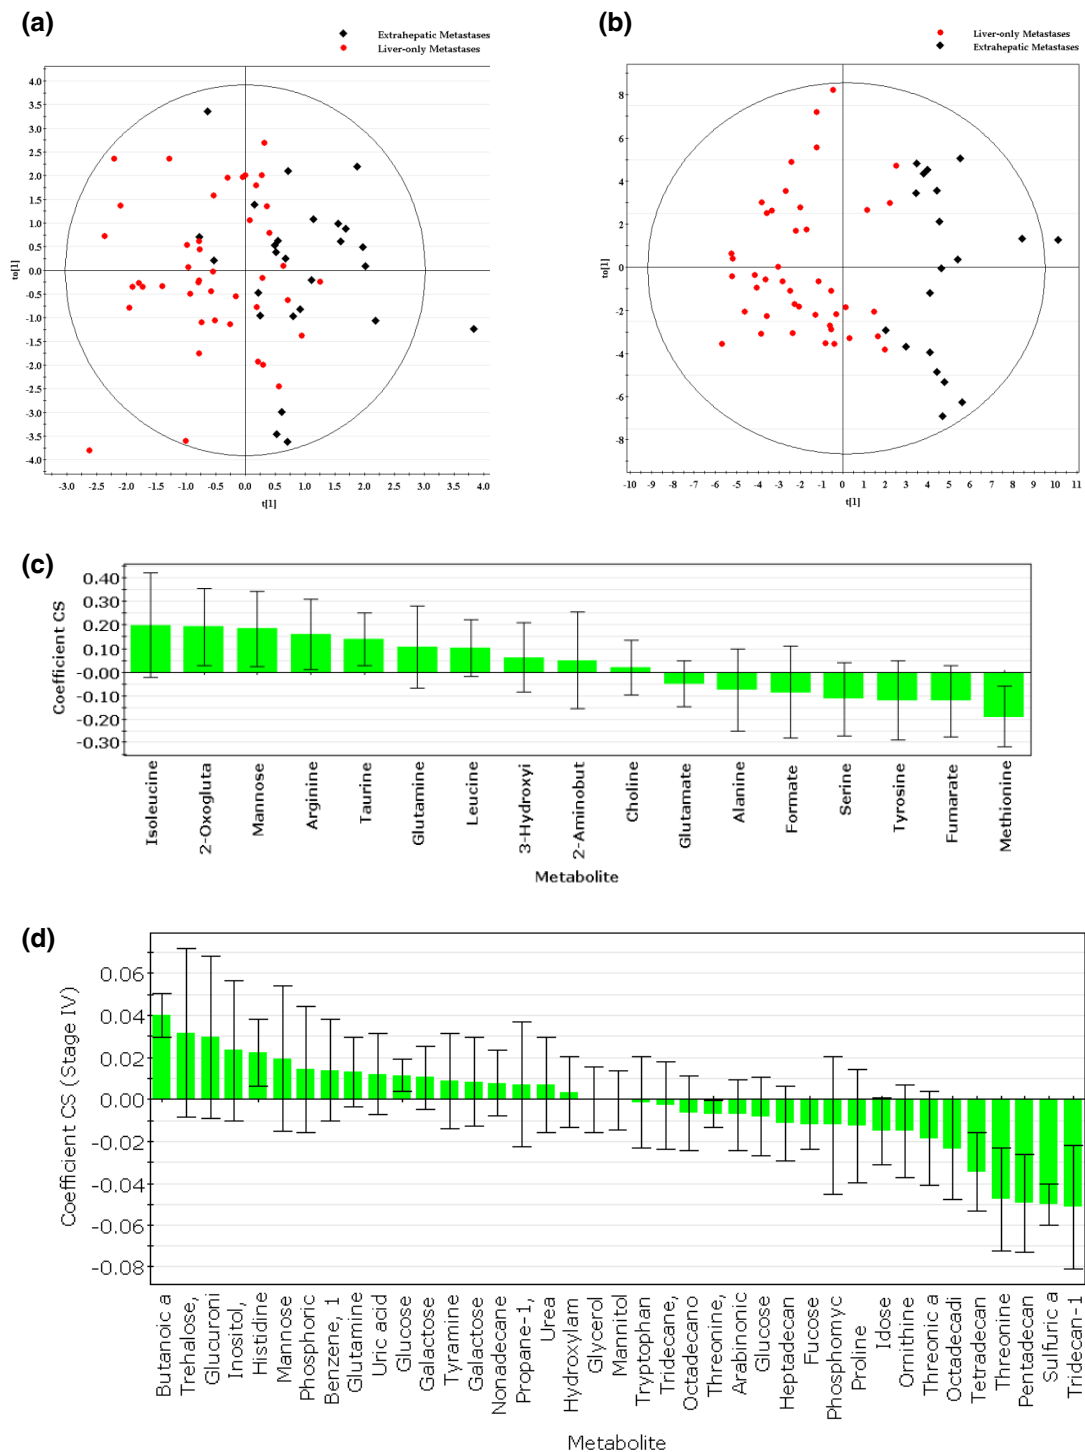 (a)
Extrahepatic Metastases
Liver-only Metastases
4.0
3.5
3.0
2.5
2.0
1.5
1.0
0.5
0.0
-0.5
-1.0
-1.5
-2.0
-2.5
-3.0
-3.5
-4.0
to[1]
-3.0 -2.5 -2.0 -1.5 -1.0 -0.5 0.0 0.5 1.0 1.5 2.0 2.5 3.0 3.5 4.0
t[1]
(b)
Liver-only Metastases
Extrahepatic Metastases
8
6
4
2
0
-2
-4
-6
-8
to[1]
-10 -9 -8 -7 -6 -5 -4 -3 -2 -1 0 1 2 3 4 5 6 7 8 9 10 11
t[1]
(c)
Coefficient CS
0.40
0.30
0.20
0.10
-0.00
-0.10
-0.20
-0.30
Isoleucine
2-Oxogluta
Mannose
Arginine
Taurine
Glutamine
Leucine
3-Hydroxyi
2-Aminobut
Choline
Glutamate
Alanine
Formate
Serine
Tyrosine
Fumarate
Methionine
Metabolite
(d)
Coefficient CS (Stage IV)
0.06
0.04
0.02
0.00
-0.02
-0.04
-0.06
-0.08
Butanoic a
Trehalose,
Glucuroni
Inositol,
Histidine
Mannose
Phosphoric
Benzene, 1
Glutamine
Uric acid
Glucose
Galactose
Tyramine
Galactose
Nonadecane
Propane-1,
Urea
Hydroxylam
Glycerol
Mannitol
Tryptophan
Tridecane,
Octadecano
Threonine,
Arabinonic
Glucose
Heptadecan
Fucose
Phosphomyc
Proline
Idose
Ornithine
Threonic a
Octadecadi
Tetradecan
Threonine
Pentadecan
Sulfuric a
Tridecan-1
Metabolite